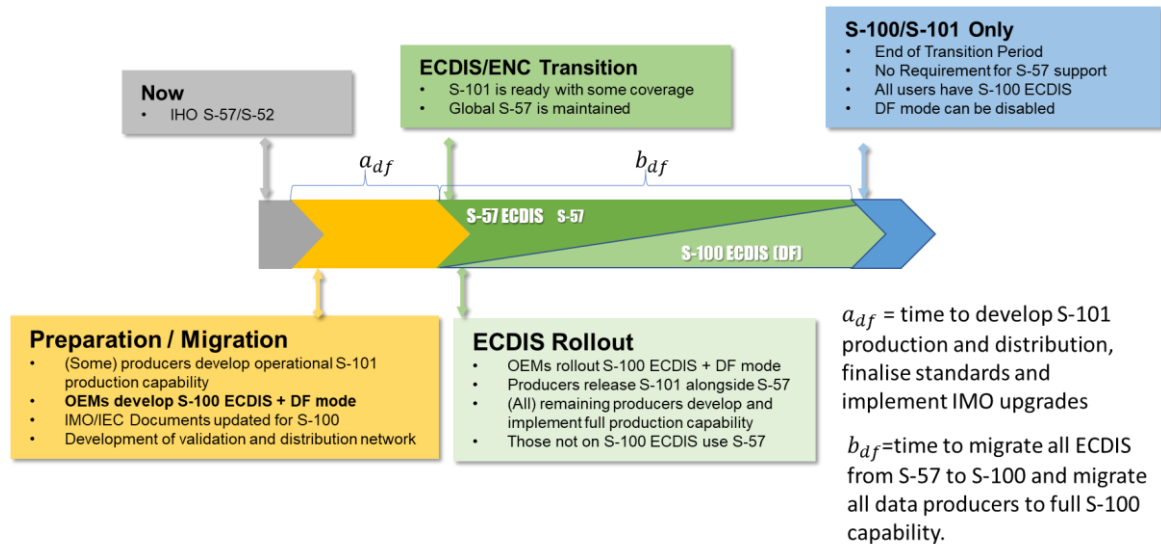 S-100/S-101 Only
• End of Transition Period
• No Requirement for S-57 support
• All users have S-100 ECDIS
• DF mode can be disabled
ECDIS/ENC Transition
• S-101 is ready with some coverage
• Global S-57 is maintained
Now
• IHO S-57/S-52
a_df
b_df
S-57 ECDIS S-57
S-100 ECDIS (DF)
Preparation / Migration
• (Some) producers develop operational S-101
production capability
• OEMs develop S-100 ECDIS + DF mode
• IMO/IEC Documents updated for S-100
• Development of validation and distribution network
ECDIS Rollout
• OEMs rollout S-100 ECDIS + DF mode
• Producers release S-101 alongside S-57
• (All) remaining producers develop and
implement full production capability
• Those not on S-100 ECDIS use S-57
a_df = time to develop S-101
production and distribution,
finalise standards and
implement IMO upgrades
b_df=time to migrate all ECDIS
from S-57 to S-100 and migrate
all data producers to full S-100
capability.